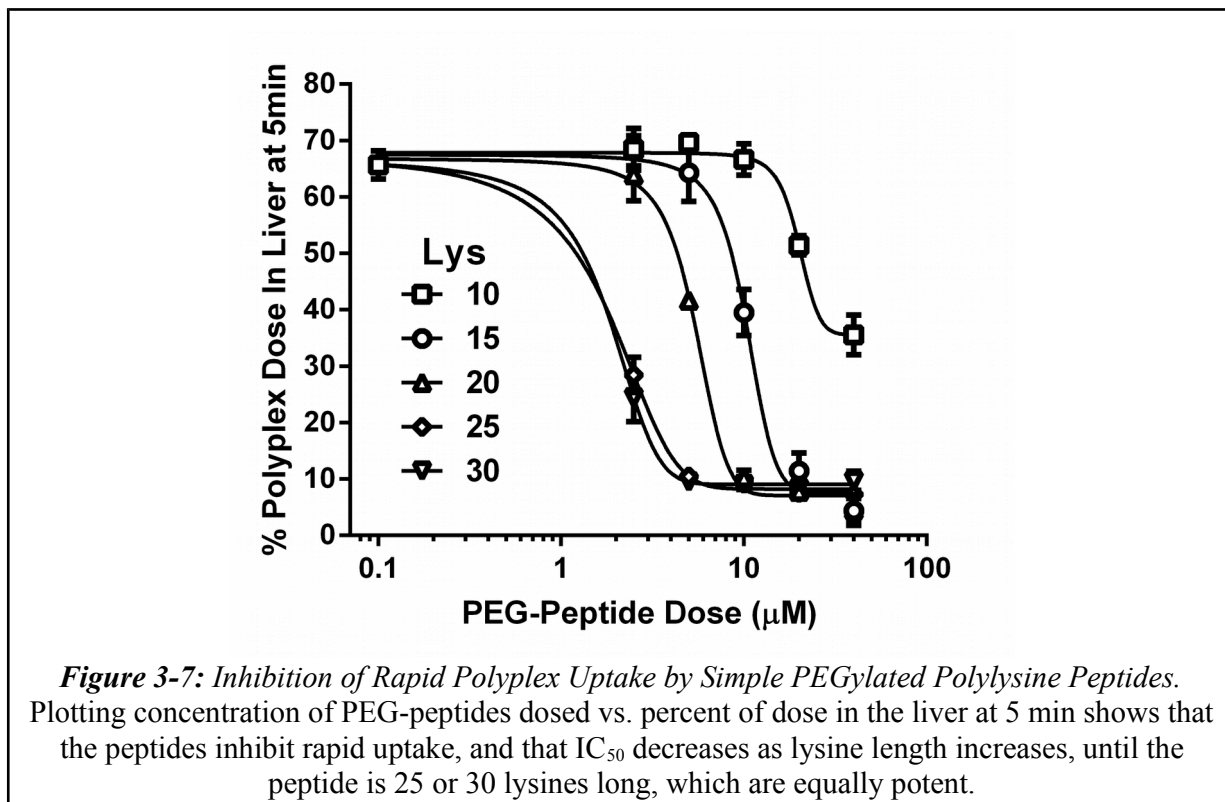 80
70
60
50
40
30
20
10
0
% Polyplex Dose In Liver at 5min
Lys
10
15
20
25
30
0.1 1 10 100
PEG-Peptide Dose (μM)
Figure 3-7: Inhibition of Rapid Polyplex Uptake by Simple PEGylated Polylysine Peptides.
Plotting concentration of PEG-peptides dosed vs. percent of dose in the liver at 5 min shows that
the peptides inhibit rapid uptake, and that IC₅₀ decreases as lysine length increases, until the
peptide is 25 or 30 lysines long, which are equally potent.